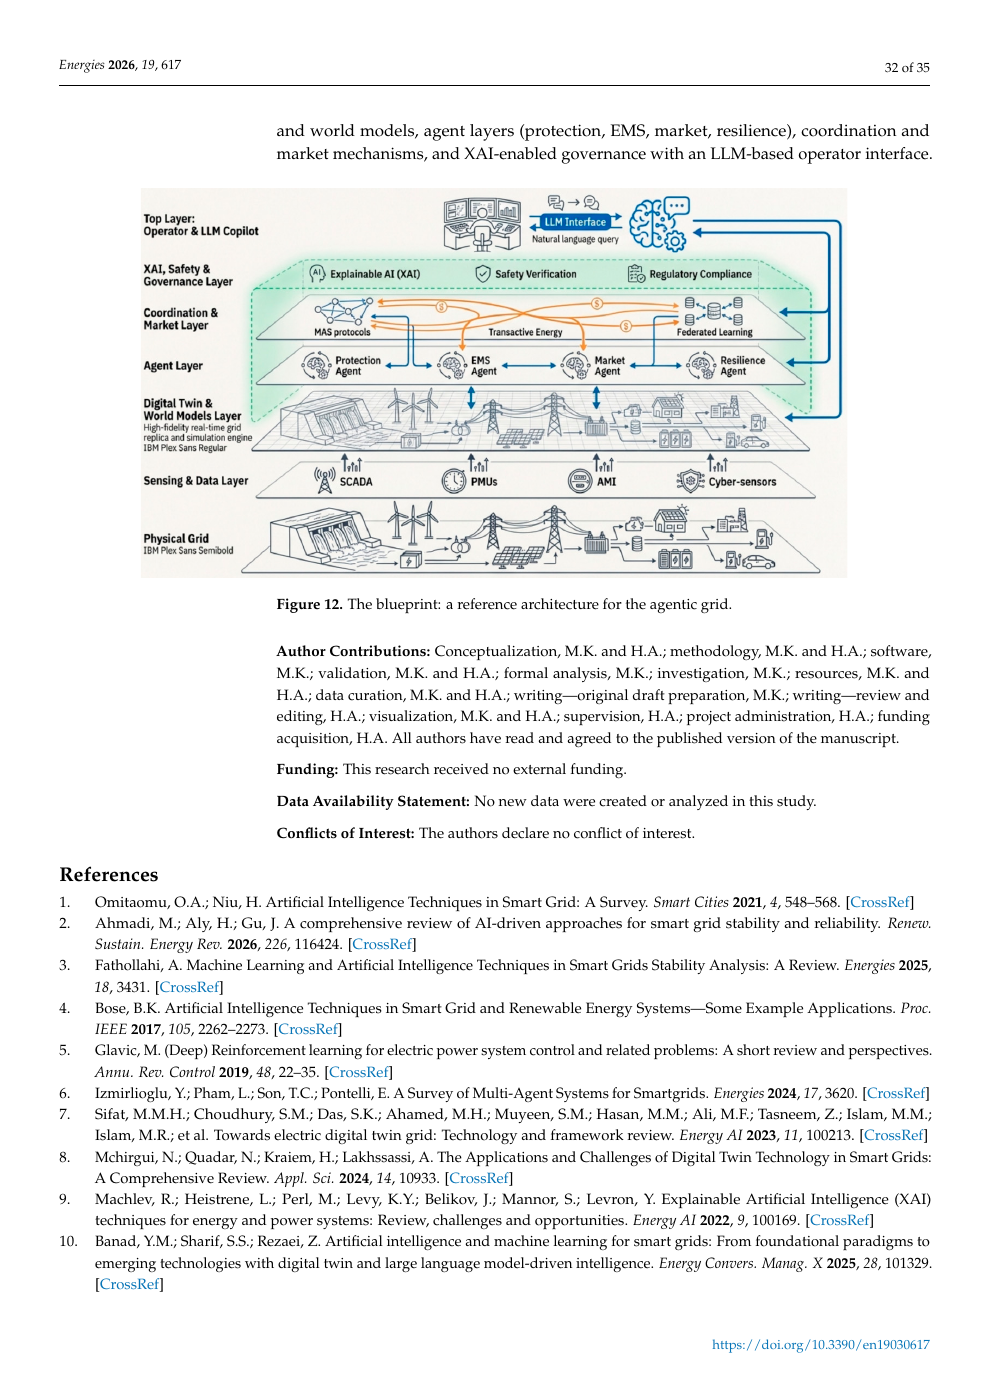 Energies 2026, 19, 617
32 of 35
and world models, agent layers (protection, EMS, market, resilience), coordination and
market mechanisms, and XAI-enabled governance with an LLM-based operator interface.
Top Layer:
Operator & LLM Copilot
LLM Interface
Natural language query
XAI, Safety &
Governance Layer
AI
Explainable AI (XAI)
Safety Verification
Regulatory Compliance
Coordination &
Market Layer
$
$
$
MAS protocols
Transactive Energy
Federated Learning
Agent Layer
Protection
Agent
EMS
Agent
Market
Agent
Resilience
Agent
Digital Twin &
World Models Layer
High-fidelity real-time grid
replica and simulation engine
IBM Plex Sans Regular
Sensing & Data Layer
SCADA
PMUs
AMI
Cyber-sensors
Physical Grid
IBM Plex Sans Semibold
Figure 12. The blueprint: a reference architecture for the agentic grid.
Author Contributions: Conceptualization, M.K. and H.A.; methodology, M.K. and H.A.; software,
M.K.; validation, M.K. and H.A.; formal analysis, M.K.; investigation, M.K.; resources, M.K. and
H.A.; data curation, M.K. and H.A.; writing—original draft preparation, M.K.; writing—review and
editing, H.A.; visualization, M.K. and H.A.; supervision, H.A.; project administration, H.A.; funding
acquisition, H.A. All authors have read and agreed to the published version of the manuscript.
Funding: This research received no external funding.
Data Availability Statement: No new data were created or analyzed in this study.
Conflicts of Interest: The authors declare no conflict of interest.
References
1. Omitaomu, O.A.; Niu, H. Artificial Intelligence Techniques in Smart Grid: A Survey. Smart Cities 2021, 4, 548–568. [CrossRef]
2. Ahmadi, M.; Aly, H.; Gu, J. A comprehensive review of AI-driven approaches for smart grid stability and reliability. Renew.
Sustain. Energy Rev. 2026, 226, 116424. [CrossRef]
3. Fathollahi, A. Machine Learning and Artificial Intelligence Techniques in Smart Grids Stability Analysis: A Review. Energies 2025,
18, 3431. [CrossRef]
4. Bose, B.K. Artificial Intelligence Techniques in Smart Grid and Renewable Energy Systems—Some Example Applications. Proc.
IEEE 2017, 105, 2262–2273. [CrossRef]
5. Glavic, M. (Deep) Reinforcement learning for electric power system control and related problems: A short review and perspectives.
Annu. Rev. Control 2019, 48, 22–35. [CrossRef]
6. Izmirlioglu, Y.; Pham, L.; Son, T.C.; Pontelli, E. A Survey of Multi-Agent Systems for Smartgrids. Energies 2024, 17, 3620. [CrossRef]
7. Sifat, M.M.H.; Choudhury, S.M.; Das, S.K.; Ahamed, M.H.; Muyeen, S.M.; Hasan, M.M.; Ali, M.F.; Tasneem, Z.; Islam, M.M.;
Islam, M.R.; et al. Towards electric digital twin grid: Technology and framework review. Energy AI 2023, 11, 100213. [CrossRef]
8. Mchirgui, N.; Quadar, N.; Kraiem, H.; Lakhssassi, A. The Applications and Challenges of Digital Twin Technology in Smart Grids:
A Comprehensive Review. Appl. Sci. 2024, 14, 10933. [CrossRef]
9. Machlev, R.; Heistrene, L.; Perl, M.; Levy, K.Y.; Belikov, J.; Mannor, S.; Levron, Y. Explainable Artificial Intelligence (XAI)
techniques for energy and power systems: Review, challenges and opportunities. Energy AI 2022, 9, 100169. [CrossRef]
10. Banad, Y.M.; Sharif, S.S.; Rezaei, Z. Artificial intelligence and machine learning for smart grids: From foundational paradigms to
emerging technologies with digital twin and large language model-driven intelligence. Energy Convers. Manag. X 2025, 28, 101329.
[CrossRef]
https://doi.org/10.3390/en19030617